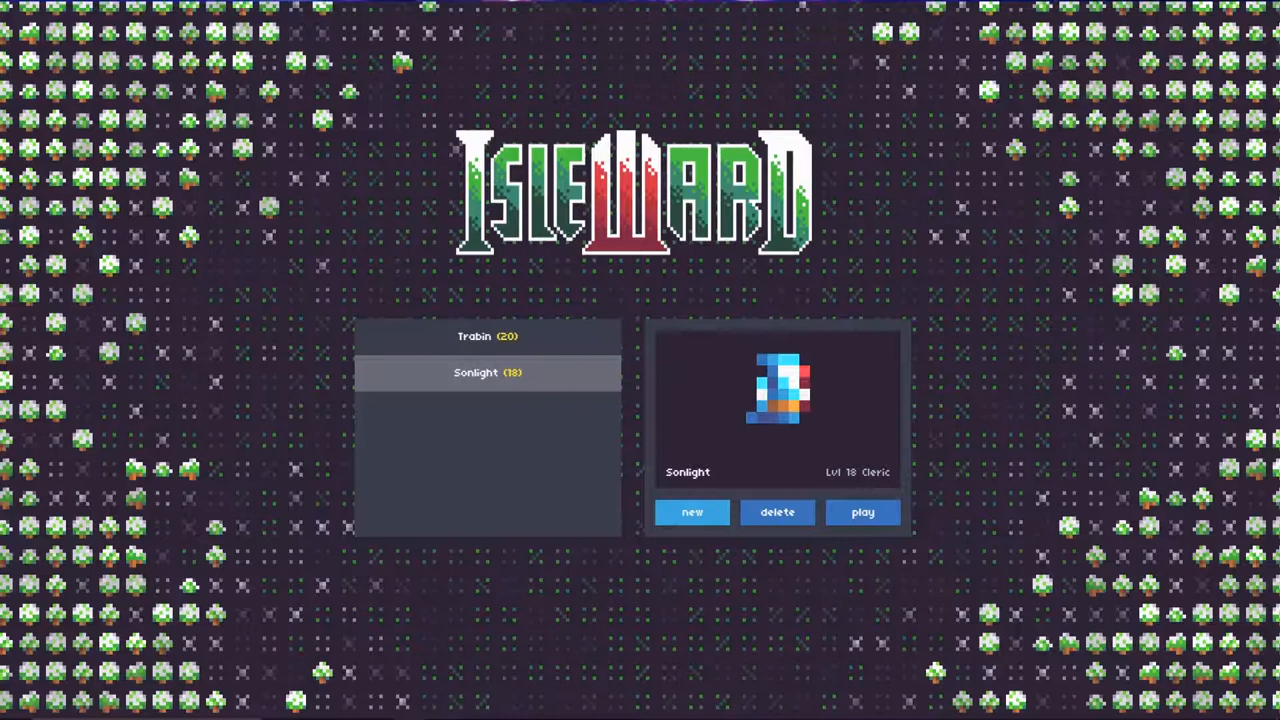 IsleWard
Trabin (20)
Sonlight (18)
Sonlight
Lvl 18 Cleric
new
delete
play